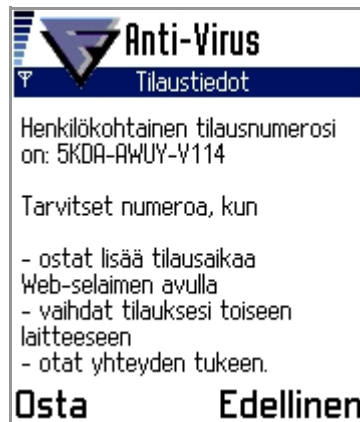 Anti-Virus
Tilaustiedot
Henkilökohtainen tilausnumerosi
on: 5KDA-AWUY-V114
Tarvitset numeroa, kun
- ostat lisää tilausaikaa
Web-selaimen avulla
- vaihdat tilauksesi toiseen
laitteeseen
- otat yhteyden tukeen.
Osta Edellinen